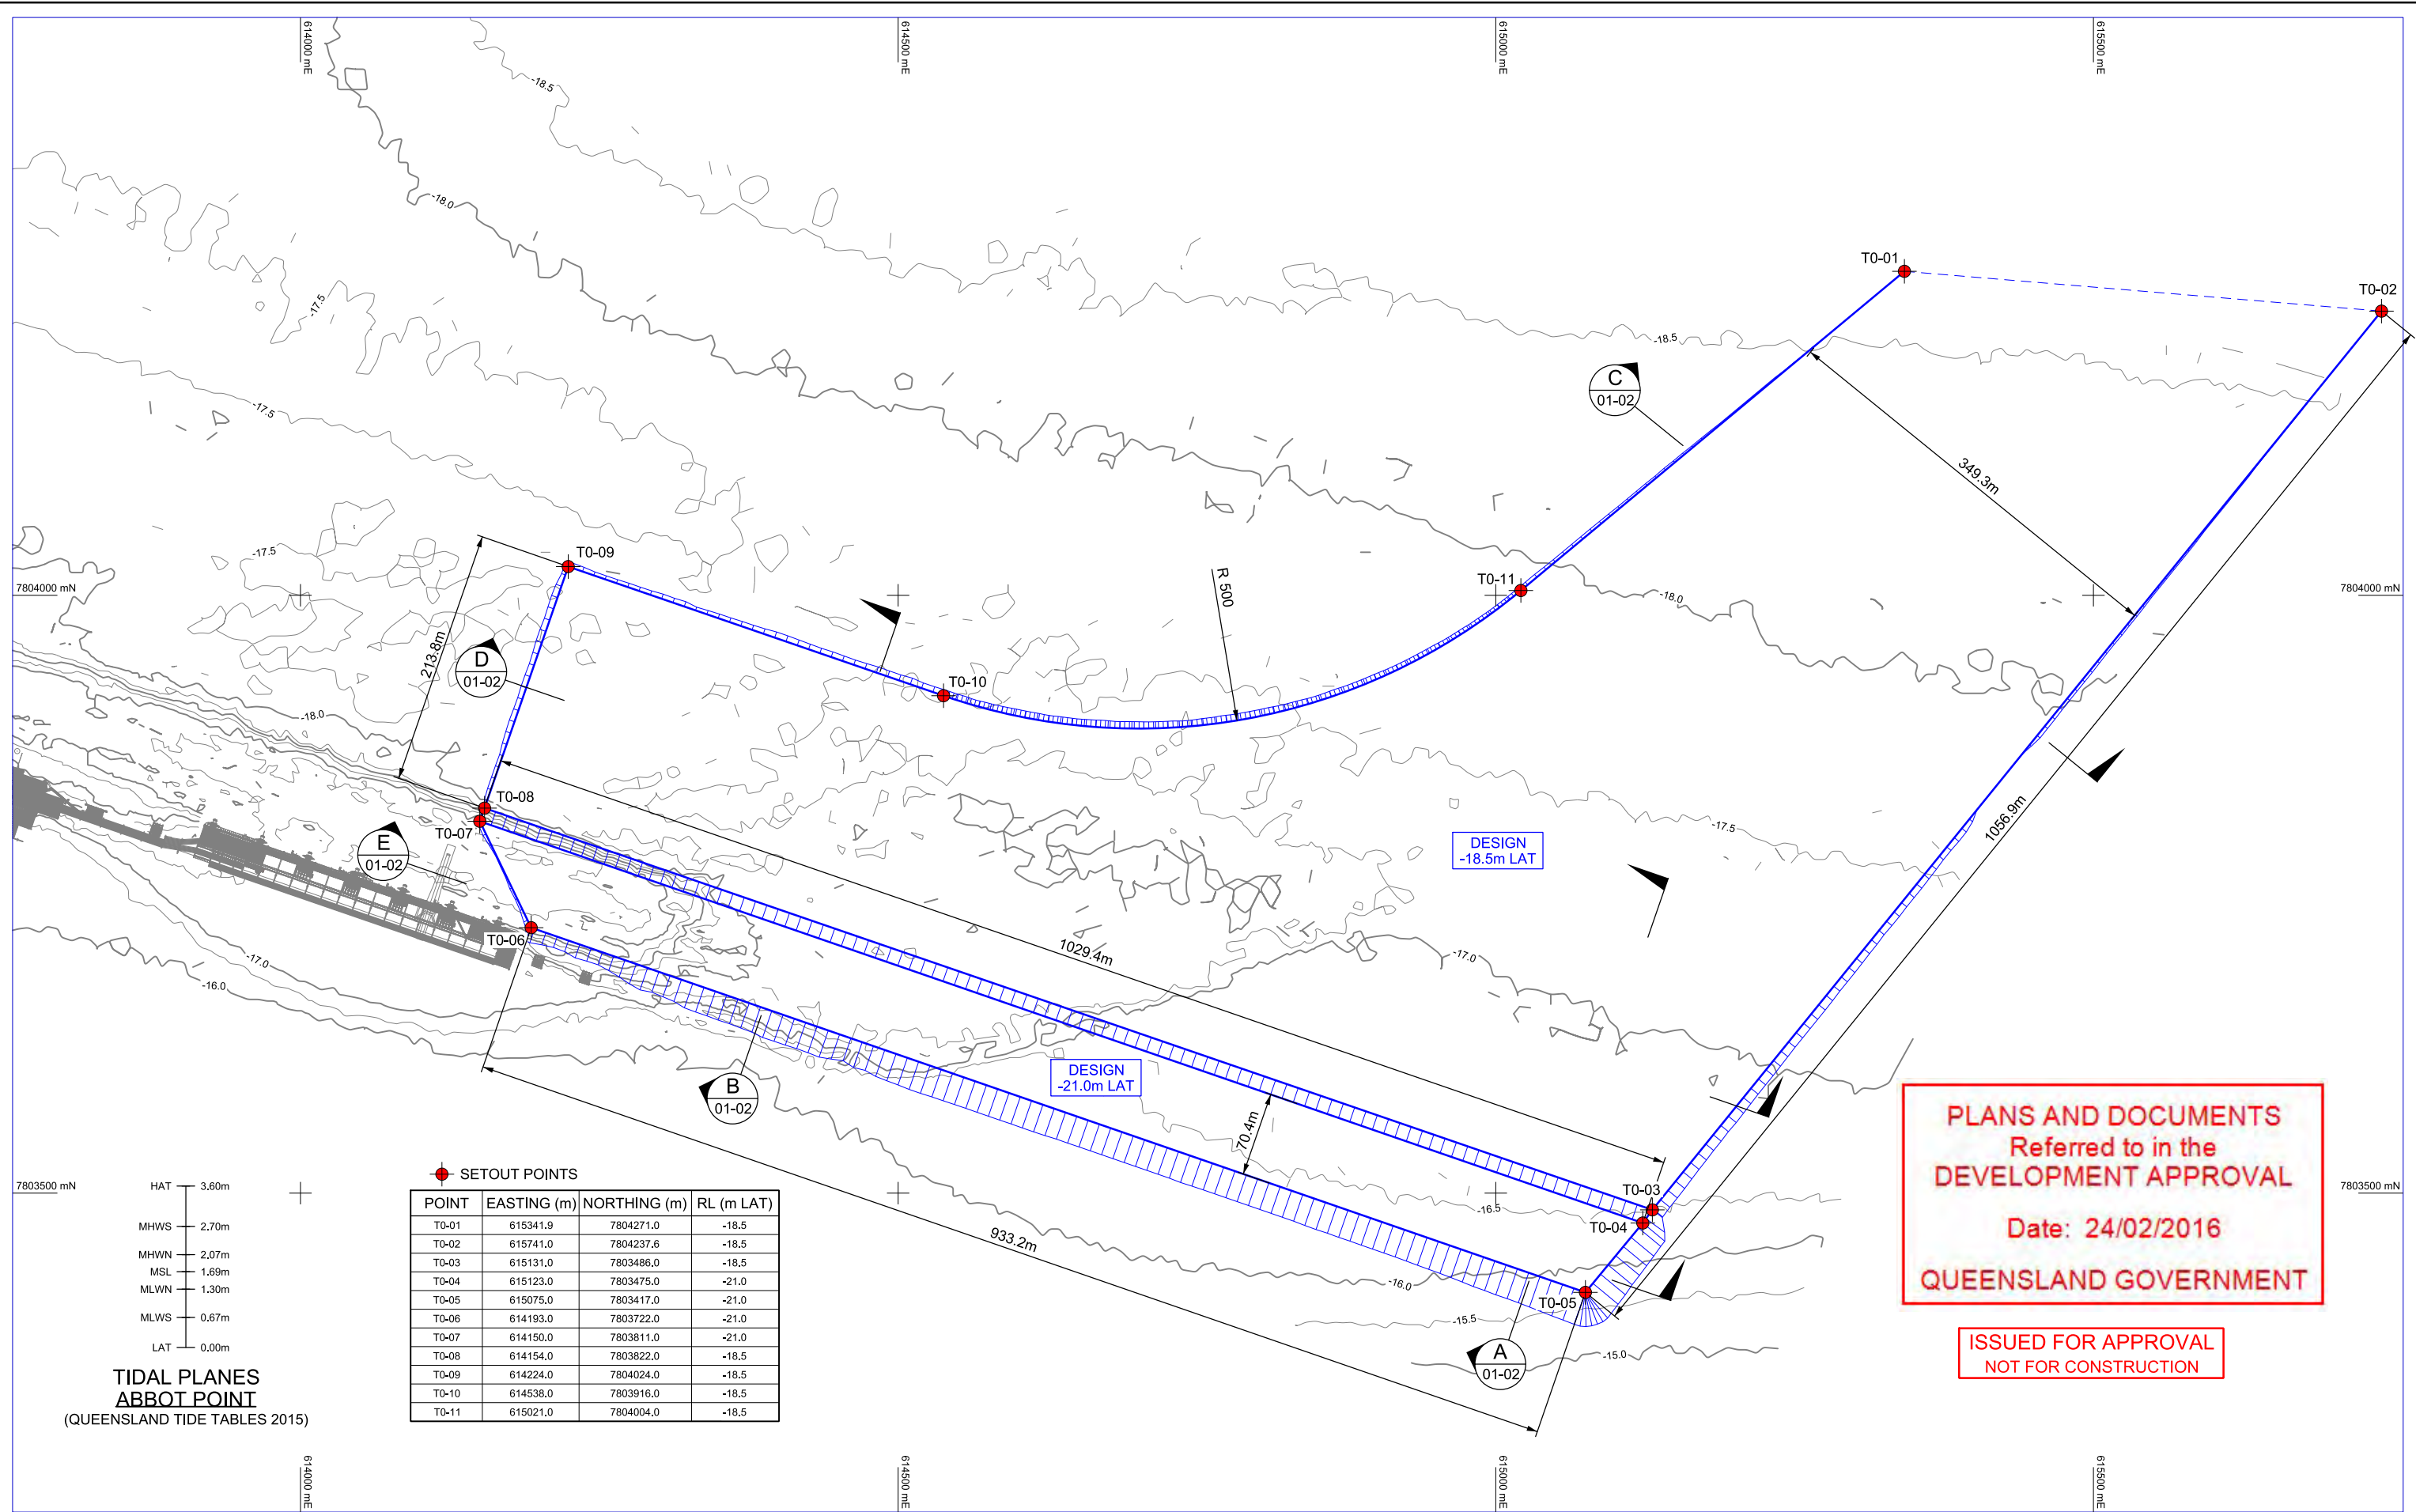 614000 mE
614500 mE
615000 mE
615500 mE
-18.5
-18.0
-17.5
-17.5
-17.5
-18.0
T0-01
T0-02
-18.5
C
01-02
349.3m
T0-09
T0-11
R 500
-18.0
7804000 mN
7804000 mN
213.8m
D
01-02
T0-10
T0-08
T0-07
E
01-02
T0-06
-17.0
-16.0
1056.9m
-17.5
DESIGN
-18.5m LAT
1029.4m
-17.0
DESIGN
-21.0m LAT
B
01-02
70.4m
933.2m
T0-03
T0-04
-16.5
-16.0
T0-05
-15.5
-15.0
A
01-02
7803500 mN
7803500 mN
HAT 3.60m
MHWS 2.70m
MHWN 2.07m
MSL 1.69m
MLWN 1.30m
MLWS 0.67m
LAT 0.00m
TIDAL PLANES
ABBOT POINT
(QUEENSLAND TIDE TABLES 2015)
SETOUT POINTS
POINT EASTING (m) NORTHING (m) RL (m LAT)
T0-01 615341.9 7804271.0 -18.5
T0-02 615741.0 7804237.6 -18.5
T0-03 615131.0 7803486.0 -18.5
T0-04 615123.0 7803475.0 -21.0
T0-05 615075.0 7803417.0 -21.0
T0-06 614193.0 7803722.0 -21.0
T0-07 614150.0 7803811.0 -21.0
T0-08 614154.0 7803822.0 -18.5
T0-09 614224.0 7804024.0 -18.5
T0-10 614538.0 7803916.0 -18.5
T0-11 615021.0 7804004.0 -18.5
PLANS AND DOCUMENTS
Referred to in the
DEVELOPMENT APPROVAL
Date: 24/02/2016
QUEENSLAND GOVERNMENT
ISSUED FOR APPROVAL
NOT FOR CONSTRUCTION
614000 mE
614500 mE
615000 mE
615500 mE